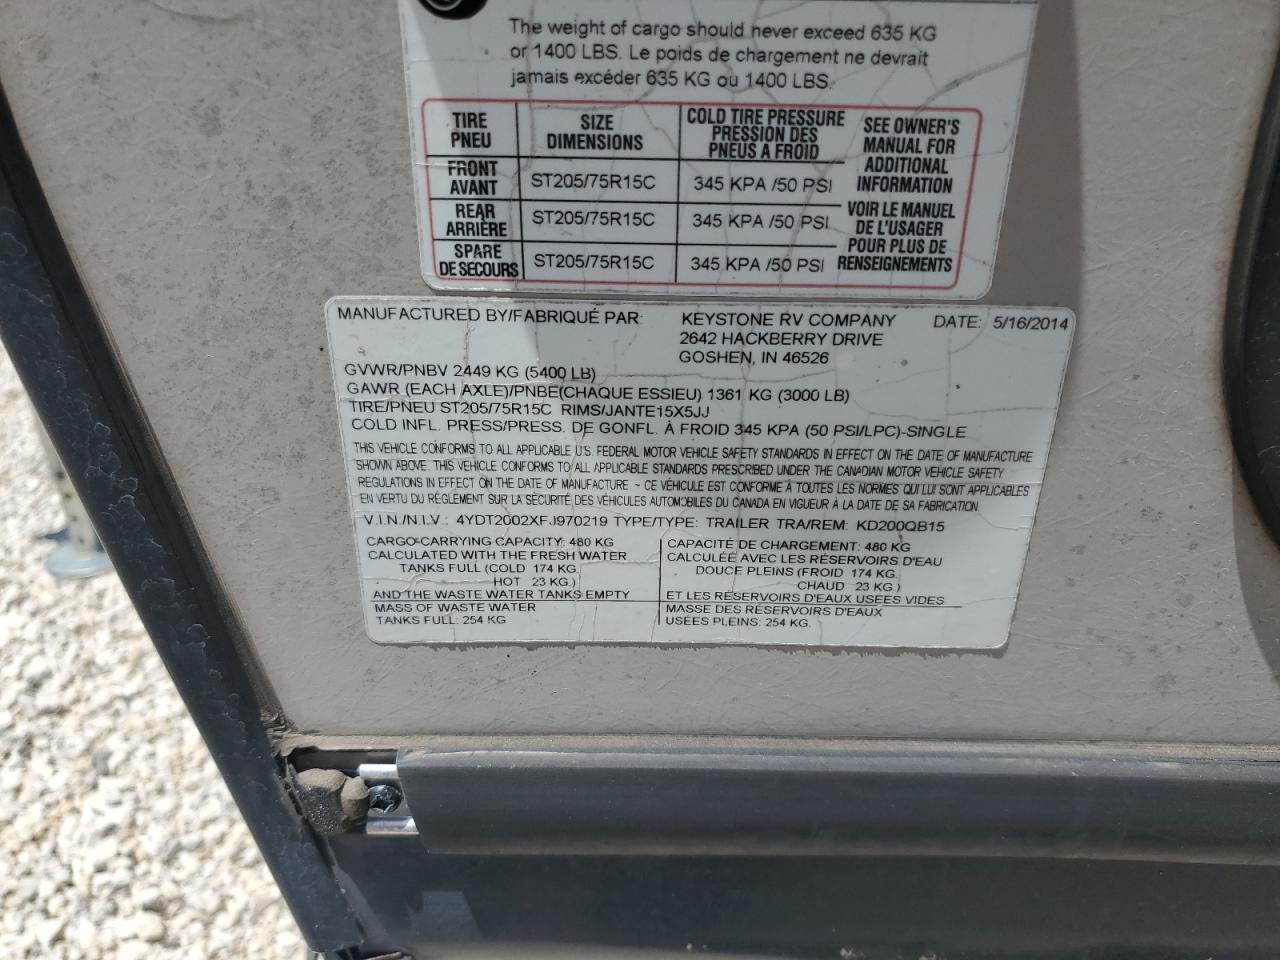 The weight of cargo should never exceed 635 KG
or 1400 LBS. Le poids de chargement ne devrait
jamais excéder 635 KG ou 1400 LBS.
TIRE
PNEU
SIZE
DIMENSIONS
COLD TIRE PRESSURE
PRESSION DES
PNEUS A FROID
FRONT
AVANT
ST205/75R15C
345 KPA /50 PSI
REAR
ARRIÈRE
ST205/75R15C
345 KPA /50 PSI
SPARE
DE SECOURS
ST205/75R15C
345 KPA /50 PSI
SEE OWNER'S
MANUAL FOR
ADDITIONAL
INFORMATION
VOIR LE MANUEL
DE L'USAGER
POUR PLUS DE
RENSEIGNEMENTS
MANUFACTURED BY/FABRIQUÉ PAR: KEYSTONE RV COMPANY DATE: 5/16/2014
2642 HACKBERRY DRIVE
GOSHEN, IN 46526
GVWR/PNBV 2449 KG (5400 LB)
GAWR (EACH AXLE)/PNBE(CHAQUE ESSIEU) 1361 KG (3000 LB)
TIRE/PNEU ST205/75R15C RIMS/JANTE15X5JJ
COLD INFL. PRESS/PRESS. DE GONFL. À FROID 345 KPA (50 PSI/LPC)-SINGLE
THIS VEHICLE CONFORMS TO ALL APPLICABLE U.S. FEDERAL MOTOR VEHICLE SAFETY STANDARDS IN EFFECT ON THE DATE OF MANUFACTURE
SHOWN ABOVE. THIS VEHICLE CONFORMS TO ALL APPLICABLE STANDARDS PRESCRIBED UNDER THE CANADIAN MOTOR VEHICLE SAFETY
REGULATIONS IN EFFECT ON THE DATE OF MANUFACTURE. ~ CE VÉHICULE EST CONFORME À TOUTES LES NORMES QUI LUI SONT APPLICABLES
EN VERTU DU RÈGLEMENT SUR LA SÉCURITÉ DES VÉHICULES AUTOMOBILES DU CANADA EN VIGUEUR À LA DATE DE SA FABRICATION.
V.I.N./N.I.V.: 4YDT2002XFJ970219 TYPE/TYPE: TRAILER TRA/REM: KD200QB15
CARGO-CARRYING CAPACITY: 480 KG
CALCULATED WITH THE FRESH WATER
TANKS FULL (COLD 174 KG,
HOT 23 KG.)
AND THE WASTE WATER TANKS EMPTY
MASS OF WASTE WATER
TANKS FULL: 254 KG
CAPACITÉ DE CHARGEMENT: 480 KG
CALCULÉE AVEC LES RÉSERVOIRS D'EAU
DOUCE PLEINS (FROID 174 KG,
CHAUD 23 KG.)
ET LES RÉSERVOIRS D'EAU USÉES VIDES
MASSE DES RÉSERVOIRS D'EAUX
USÉES PLEINS: 254 KG.